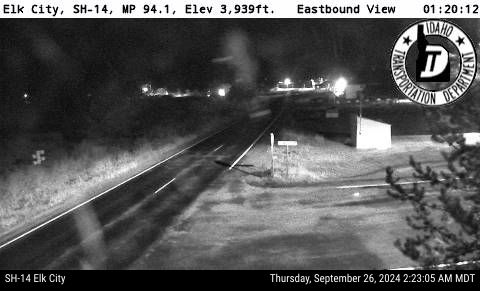 Elk City, SH-14, MP 94.1, Elev 3,939ft. Eastbound View 01:20:12
IDAHO
TRANSPORTATION DEPARTMENT
SH-14 Elk City
Thursday, September 26, 2024 2:23:05 AM MDT